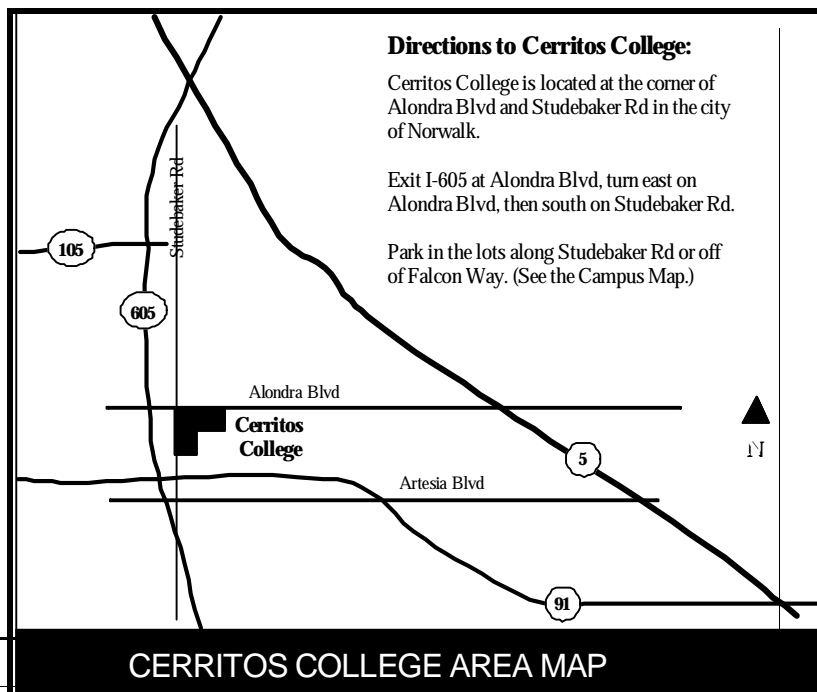 Directions to Cerritos College:
Cerritos College is located at the corner of
Alondra Blvd and Studebaker Rd in the city
of Norwalk.
Exit I-605 at Alondra Blvd, turn east on
Alondra Blvd, then south on Studebaker Rd.
Park in the lots along Studebaker Rd or off
of Falcon Way. (See the Campus Map.)
Studebaker Rd
105
605
Alondra Blvd
Cerritos
College
N
5
Artesia Blvd
91
CERRITOS COLLEGE AREA MAP